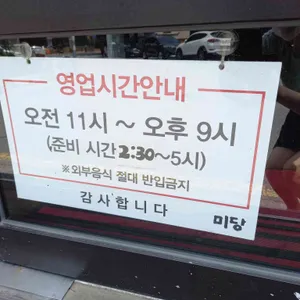 영업시간안내
오전 11시 ~ 오후 9시
(준비 시간 2:30~5시)
※외부음식 절대 반입금지
감사합니다 미당